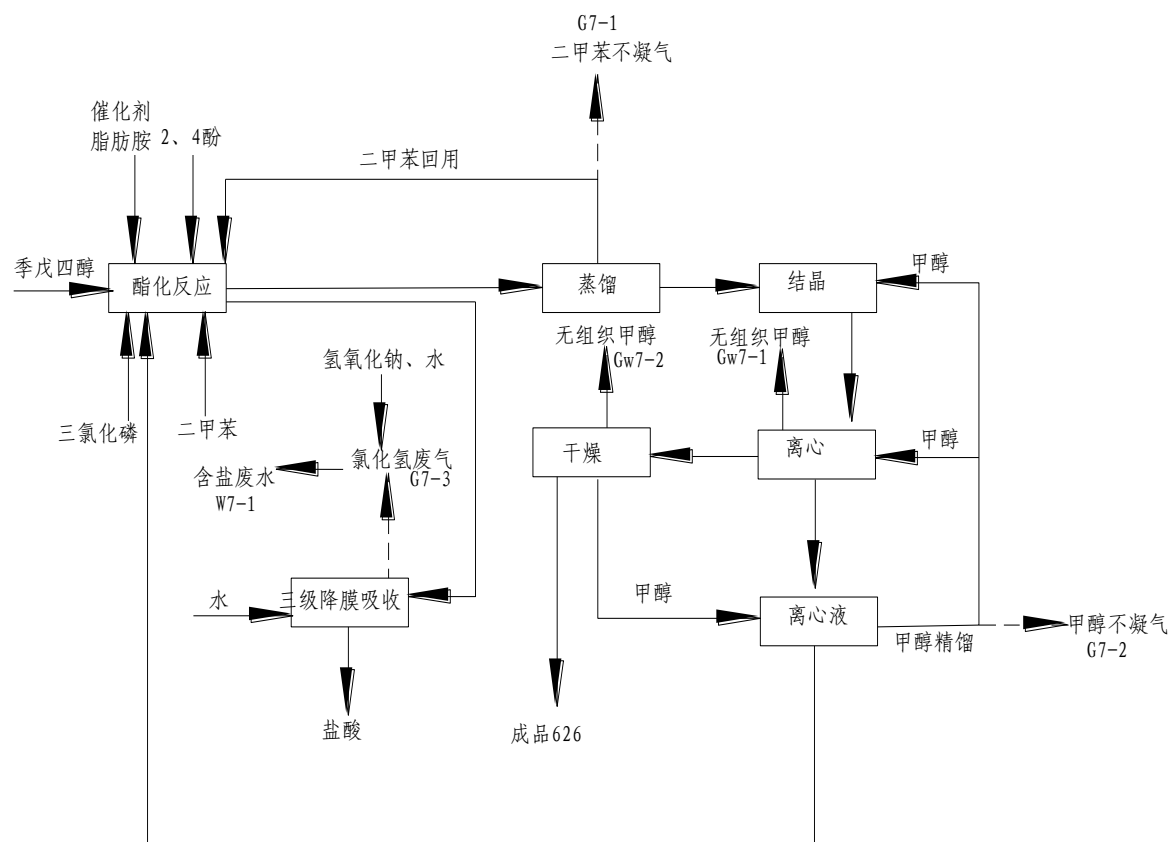 G7-1
二甲苯不凝气
催化剂
脂肪胺
2、4酚
二甲苯回用
季戊四醇
酯化反应
蒸馏
结晶
甲醇
无组织甲醇
Gw7-2
无组织甲醇
Gw7-1
氢氧化钠、水
三氯化磷
二甲苯
干燥
离心
甲醇
含盐废水
W7-1
氯化氢废气
G7-3
水
三级降膜吸收
甲醇
离心液
甲醇精馏
甲醇不凝气
G7-2
盐酸
成品626